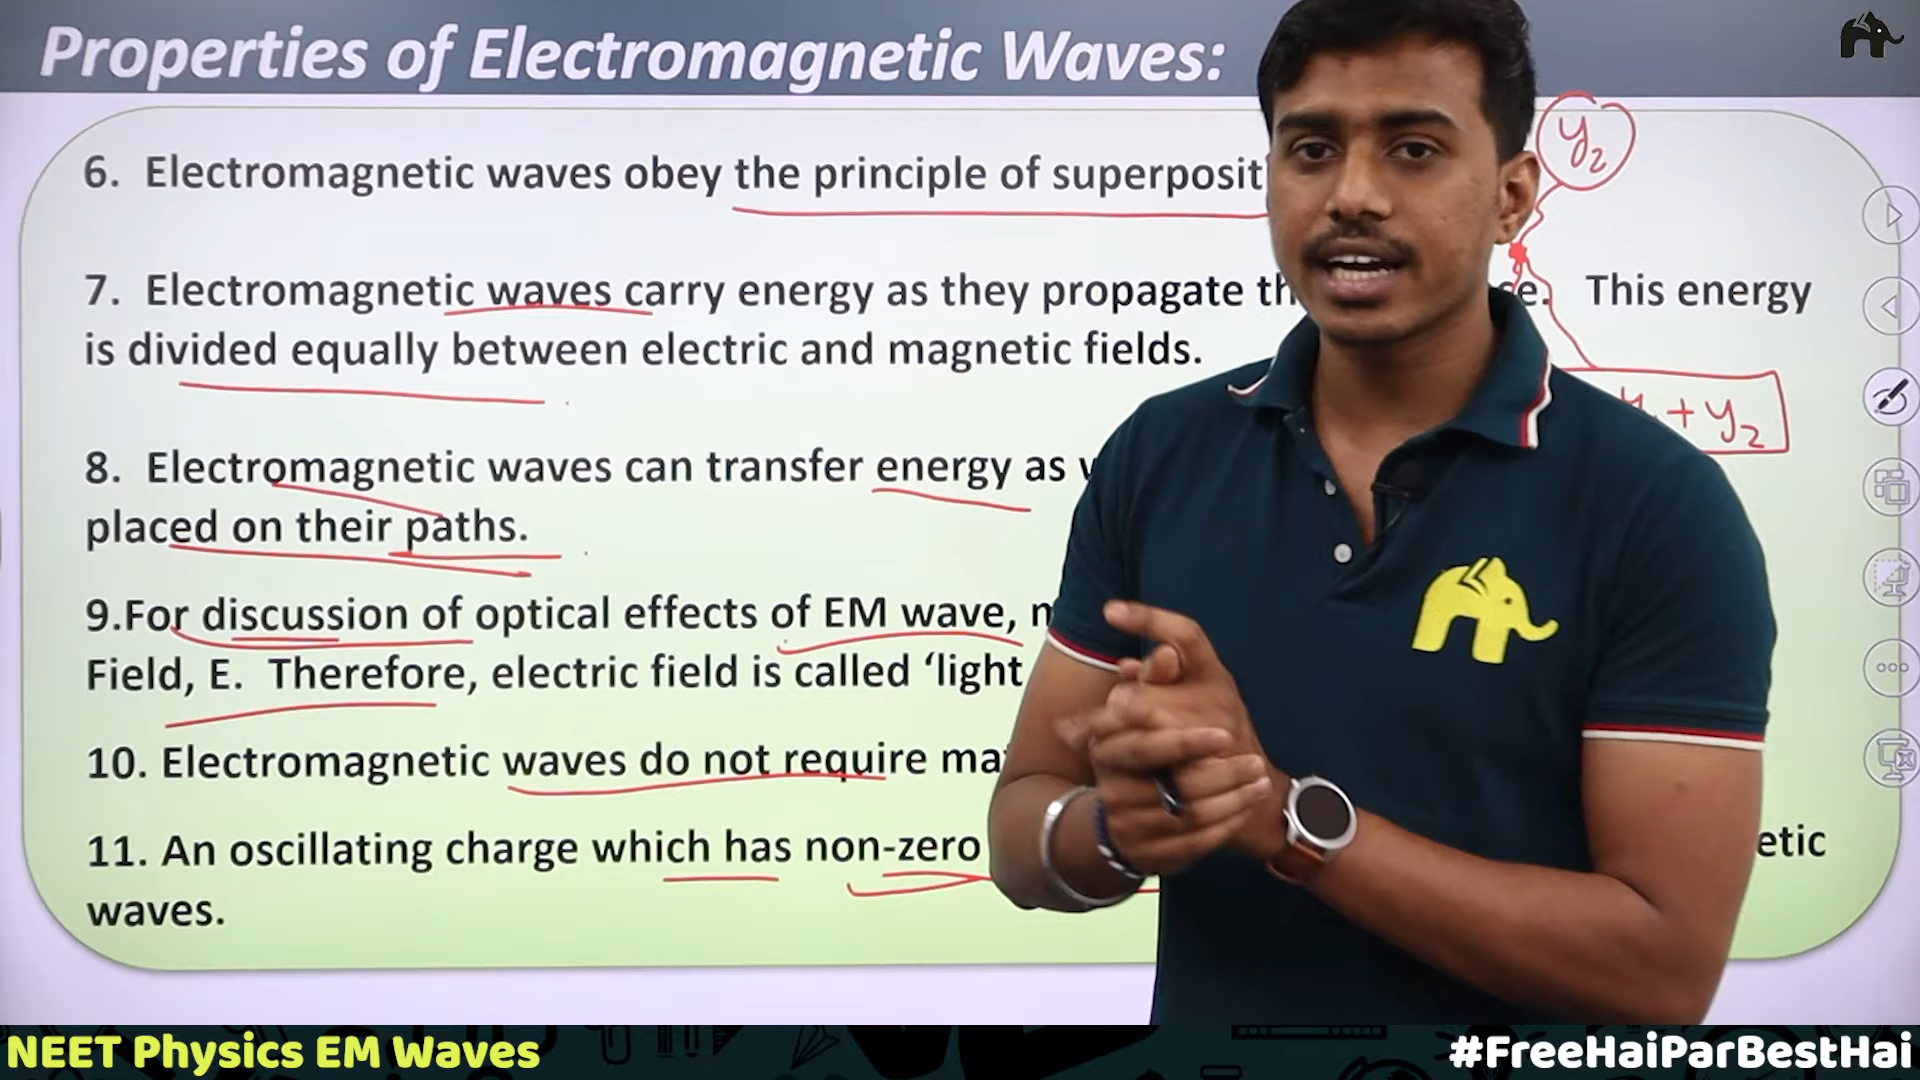 Properties of Electromagnetic Waves:
y₂
6. Electromagnetic waves obey the principle of
7. Electromagnetic waves carry energy as they propagate This energy
is divided equally between electric and magnetic fields.
+ y₂
8. Electromagnetic waves can transfer energy as
placed on their paths.
9.For discussion of optical effects of EM wave,
Field, E. Therefore, electric field is called ‘light
10. Electromagnetic waves do not require
11. An oscillating charge which has non-zero
waves.
NEET Physics EM Waves
#FreeHaiParBestHai